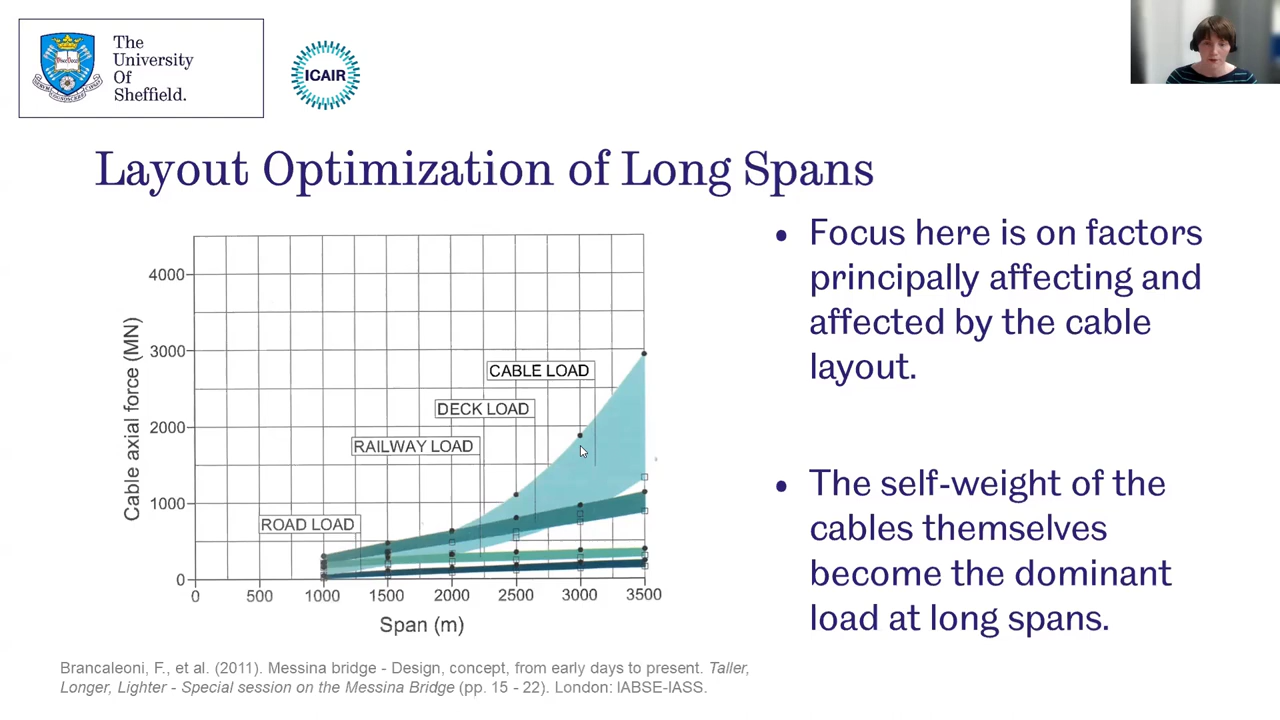 The
University
Of
Sheffield.
ICAIR
Layout Optimization of Long Spans
Cable axial force (MN)
4000
3000
2000
1000
0
CABLE LOAD
DECK LOAD
RAILWAY LOAD
ROAD LOAD
0 500 1000 1500 2000 2500 3000 3500
Span (m)
• Focus here is on factors
principally affecting and
affected by the cable
layout.
• The self-weight of the
cables themselves
become the dominant
load at long spans.
Brancaleoni, F., et al. (2011). Messina bridge - Design, concept, from early days to present. Taller,
Longer, Lighter - Special session on the Messina Bridge (pp. 15 - 22). London: IABSE-IASS.